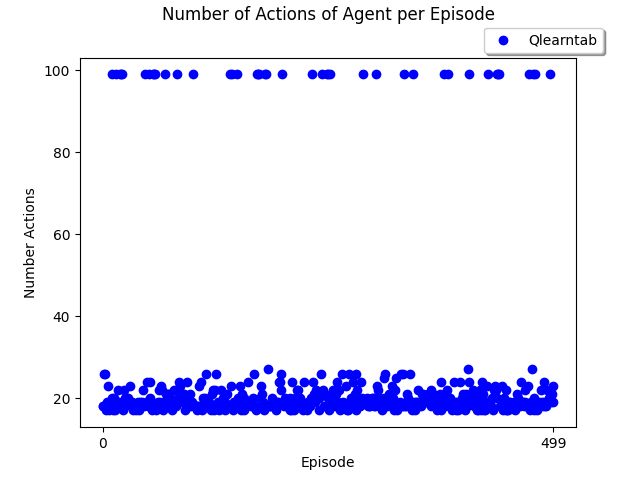 Number of Actions of Agent per Episode
Qlearntab
100
80
60
40
20
Number Actions
0
499
Episode